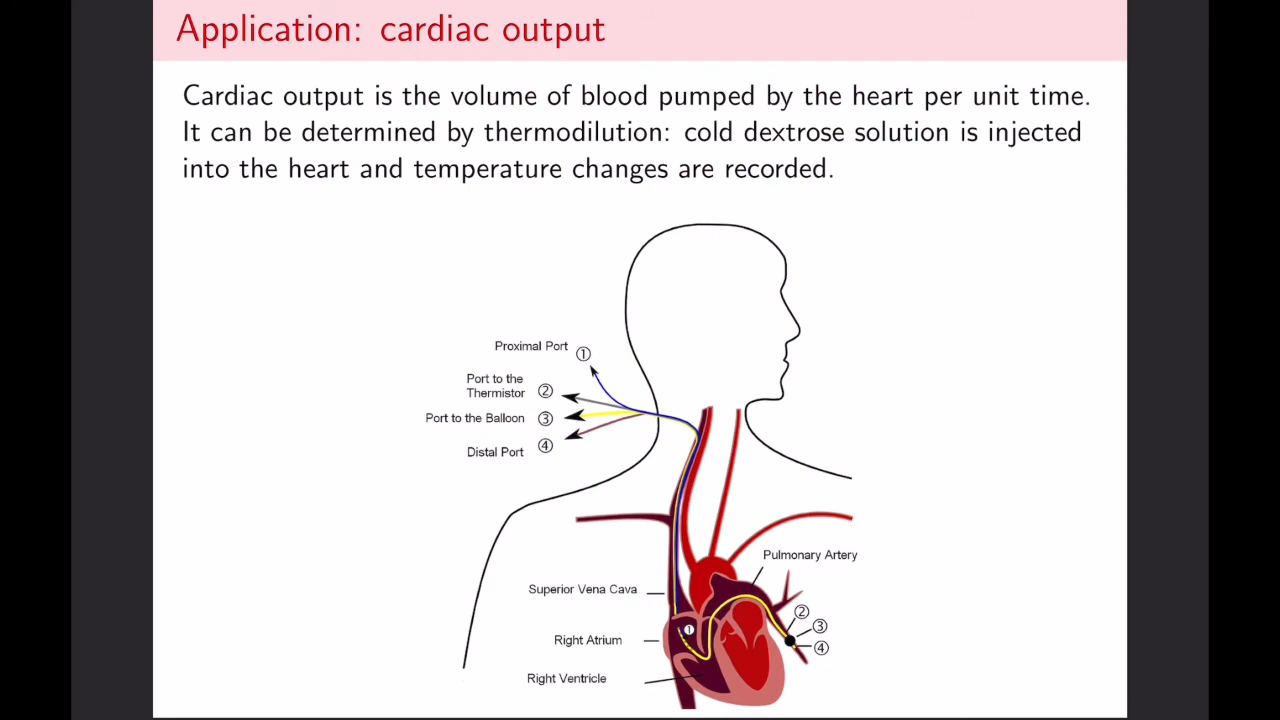 Application: cardiac output
Cardiac output is the volume of blood pumped by the heart per unit time.
It can be determined by thermodilution: cold dextrose solution is injected
into the heart and temperature changes are recorded.
Proximal Port ①
Port to the
Thermistor ②
Port to the Balloon ③
Distal Port ④
Pulmonary Artery
Superior Vena Cava
②
③
④
①
Right Atrium
Right Ventricle